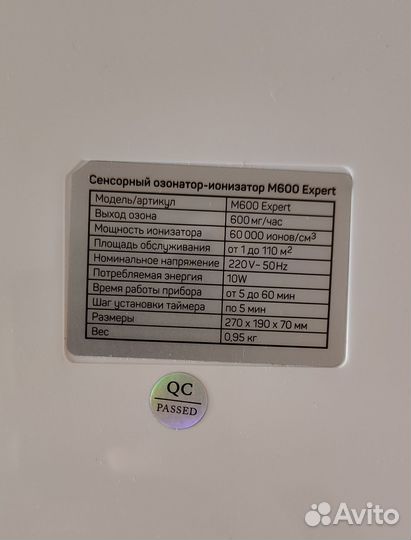 Сенсорный озонатор-ионизатор M600 Expert
Модель/артикул M600 Expert
Выход озона 600 мг/час
Мощность ионизатора 60 000 ионов/см³
Площадь обслуживания от 1 до 110 м²
Номинальное напряжение 220V~ 50Hz
Потребляемая энергия 10W
Время работы прибора от 5 до 60 мин
Шаг установки таймера по 5 мин
Размеры 270 x 190 x 70 мм
Вес 0,95 кг
QC
PASSED
Avito